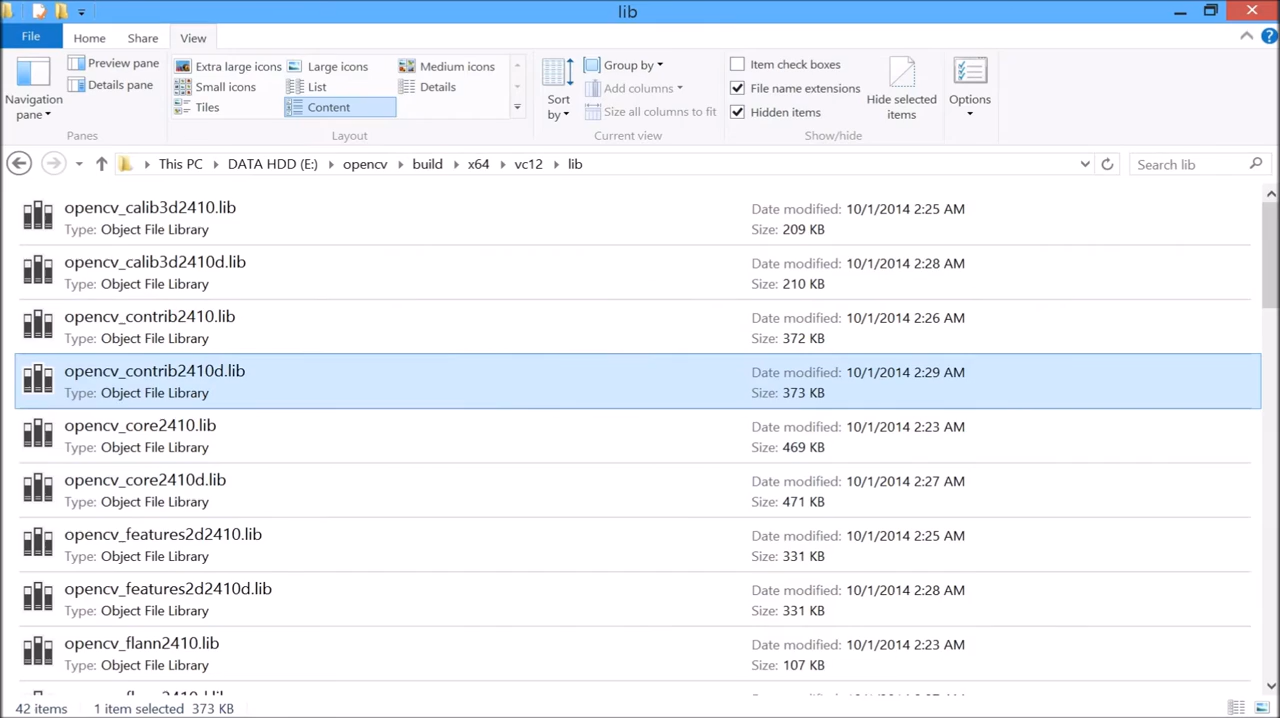 lib
File Home Share View
Navigation pane
Preview pane
Details pane
Panes
Extra large icons Large icons Medium icons
Small icons List Details
Tiles Content
Layout
Sort by
Group by
Add columns
Size all columns to fit
Current view
Item check boxes
File name extensions
Hidden items
Hide selected items
Show/hide
Options
This PC DATA HDD (E:) opencv build x64 vc12 lib
Search lib
opencv_calib3d2410.lib Date modified: 10/1/2014 2:25 AM
Type: Object File Library Size: 209 KB
opencv_calib3d2410d.lib Date modified: 10/1/2014 2:28 AM
Type: Object File Library Size: 210 KB
opencv_contrib2410.lib Date modified: 10/1/2014 2:26 AM
Type: Object File Library Size: 372 KB
opencv_contrib2410d.lib Date modified: 10/1/2014 2:29 AM
Type: Object File Library Size: 373 KB
opencv_core2410.lib Date modified: 10/1/2014 2:23 AM
Type: Object File Library Size: 469 KB
opencv_core2410d.lib Date modified: 10/1/2014 2:27 AM
Type: Object File Library Size: 471 KB
opencv_features2d2410.lib Date modified: 10/1/2014 2:25 AM
Type: Object File Library Size: 331 KB
opencv_features2d2410d.lib Date modified: 10/1/2014 2:28 AM
Type: Object File Library Size: 331 KB
opencv_flann2410.lib Date modified: 10/1/2014 2:23 AM
Type: Object File Library Size: 107 KB
42 items 1 item selected 373 KB